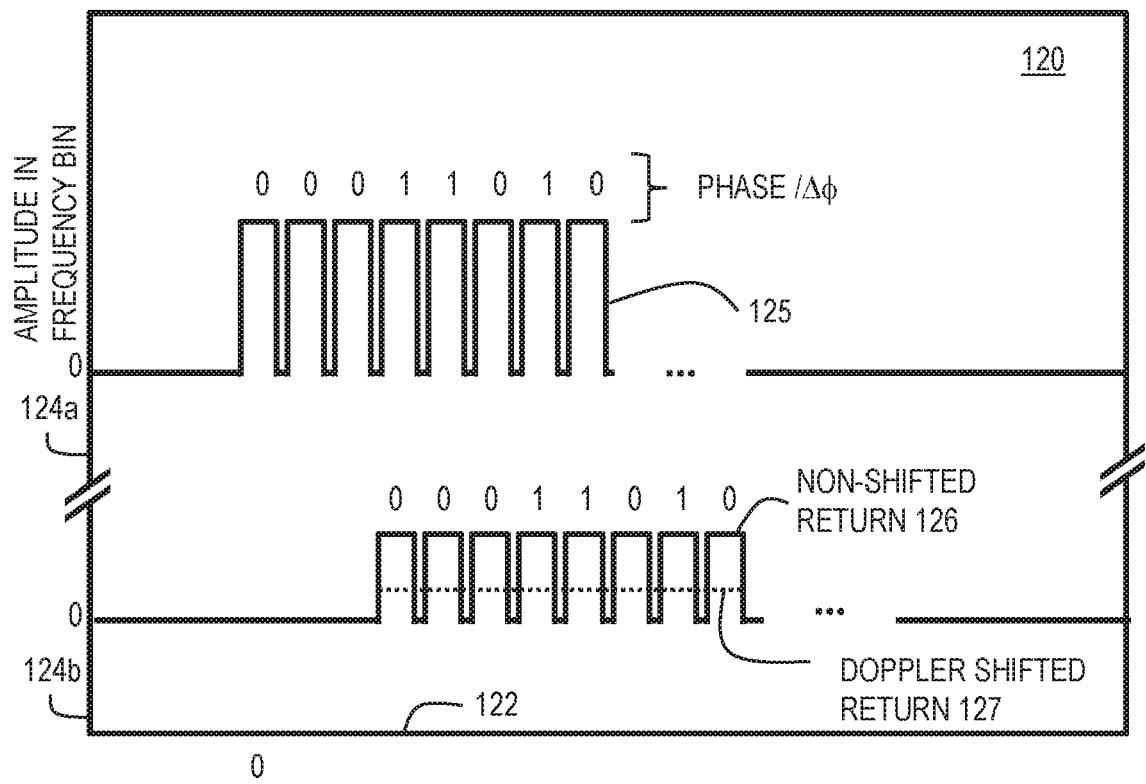 120
AMPLITUDE IN
FREQUENCY BIN
0 0 0 1 1 0 1 0
PHASE /Δϕ
125
0
...
124a
0 0 0 1 1 0 1 0
NON-SHIFTED
RETURN 126
0
...
124b
DOPPLER SHIFTED
RETURN 127
122
0